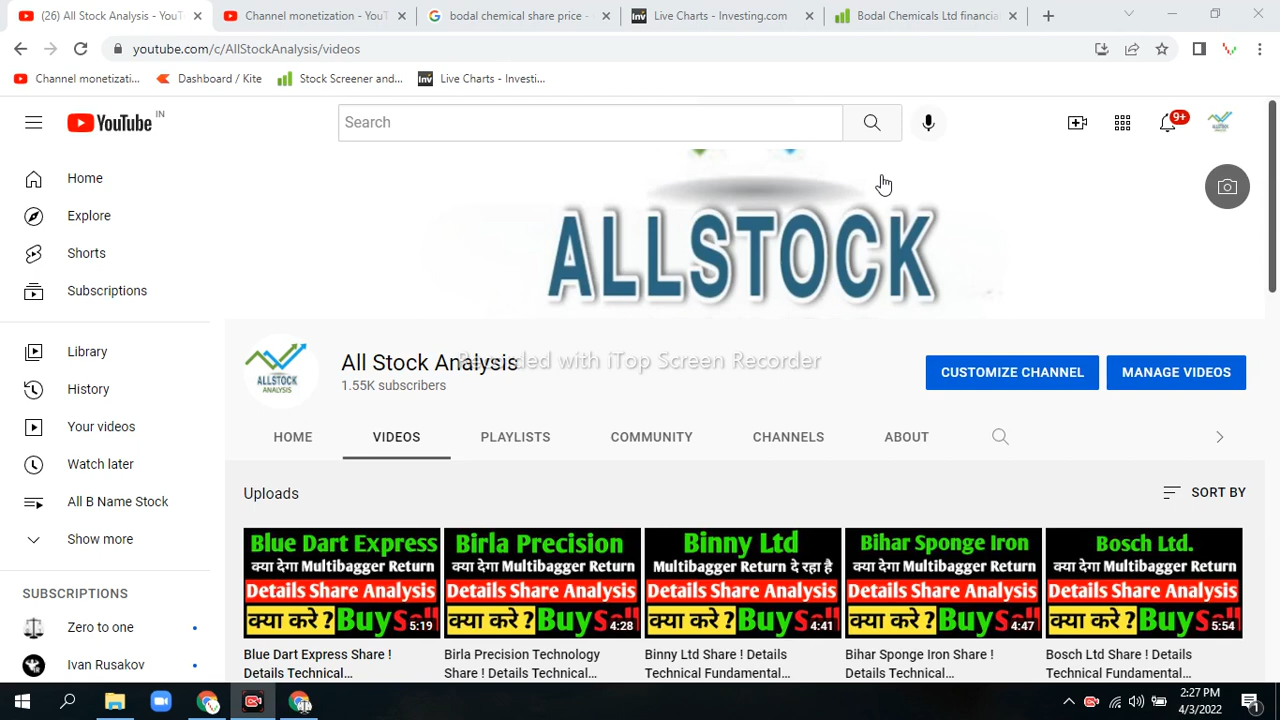 (26) All Stock Analysis - YouT
Channel monetization - YouT
bodal chemical share price -
Live Charts - Investing.com
Bodal Chemicals Ltd financia
youtube.com/c/AllStockAnalysis/videos
Channel monetizati...
Dashboard / Kite
Stock Screener and...
Live Charts - Investi...
YouTube IN
Search
9+
Home
Explore
Shorts
Subscriptions
Library
History
Your videos
Watch later
All B Name Stock
Show more
SUBSCRIPTIONS
Zero to one
Ivan Rusakov
ALLSTOCK
ALLSTOCK
ANALYSIS
All Stock Analysis
1.55K subscribers
Recorded with iTop Screen Recorder
CUSTOMIZE CHANNEL
MANAGE VIDEOS
HOME
VIDEOS
PLAYLISTS
COMMUNITY
CHANNELS
ABOUT
Uploads
SORT BY
Blue Dart Express
क्या देगा Multibagger Return
Details Share Analysis
क्या करे ? Buy Sell
5:19
Blue Dart Express Share !
Details Technical...
Birla Precision
क्या देगा Multibagger Return
Details Share Analysis
क्या करे ? Buy Sell
4:28
Birla Precision Technology
Share ! Details Technical...
Binny Ltd
Multibagger Return दे रहा है
Details Share Analysis
क्या करे ? Buy Sell
4:41
Binny Ltd Share ! Details
Technical Fundamental...
Bihar Sponge Iron
क्या देगा Multibagger Return
Details Share Analysis
क्या करे ? Buy Sell
4:47
Bihar Sponge Iron Share !
Details Technical...
Bosch Ltd.
क्या देगा Multibagger Return
Details Share Analysis
क्या करे ? Buy Sell
5:54
Bosch Ltd Share ! Details
Technical Fundamental...
2:27 PM
4/3/2022
1